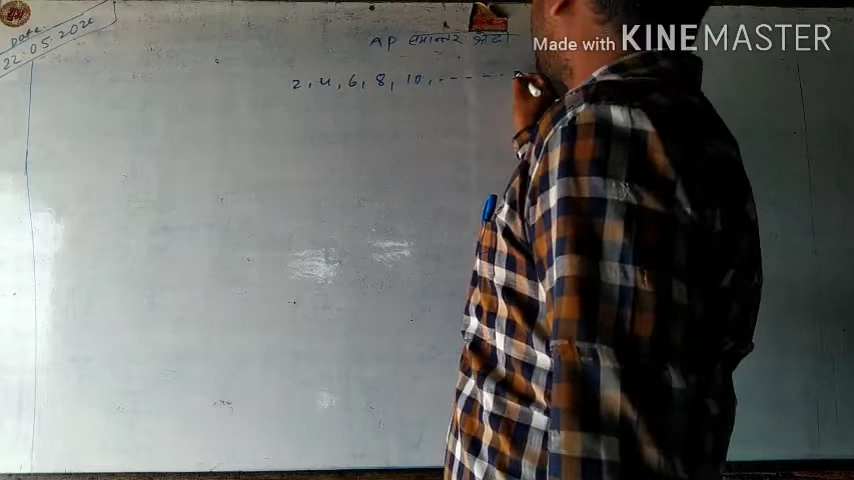 Date
22.05.2020
AP समान्तर श्रेढी
2, 4, 6, 8, 10, ------
Made with KINEMASTER